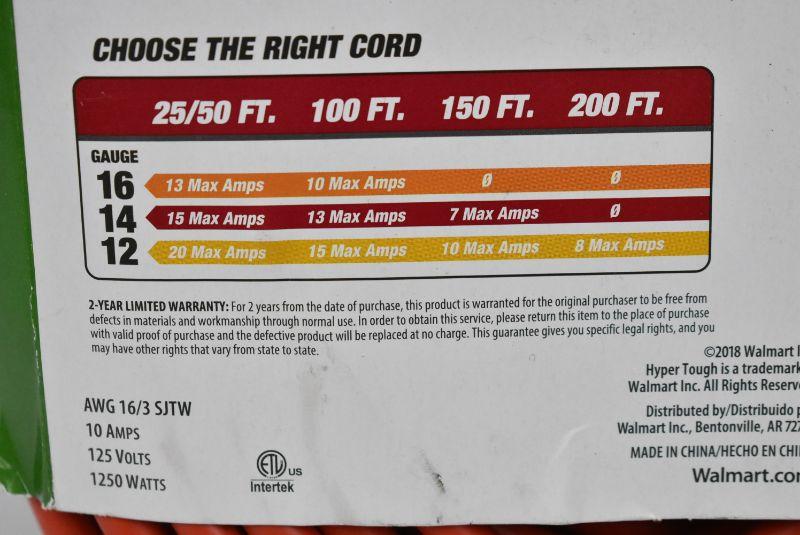 CHOOSE THE RIGHT CORD
25/50 FT. 100 FT. 150 FT. 200 FT.
GAUGE
16 13 Max Amps 10 Max Amps Ø Ø
14 15 Max Amps 13 Max Amps 7 Max Amps Ø
12 20 Max Amps 15 Max Amps 10 Max Amps 8 Max Amps
2-YEAR LIMITED WARRANTY: For 2 years from the date of purchase, this product is warranted for the original purchaser to be free from
defects in materials and workmanship through normal use. In order to obtain this service, please return this item to the place of purchase
with valid proof of purchase and the defective product will be replaced at no charge. This guarantee gives you specific legal rights, and you
may have other rights that vary from state to state.
©2018 Walmart
Hyper Tough is a trademark
Walmart Inc. All Rights Reserv
Distributed by/Distribuido
Walmart Inc., Bentonville, AR 727
MADE IN CHINA/HECHO EN CHI
Walmart.co
AWG 16/3 SJTW
10 AMPS
125 VOLTS
1250 WATTS
ETL US
Intertek